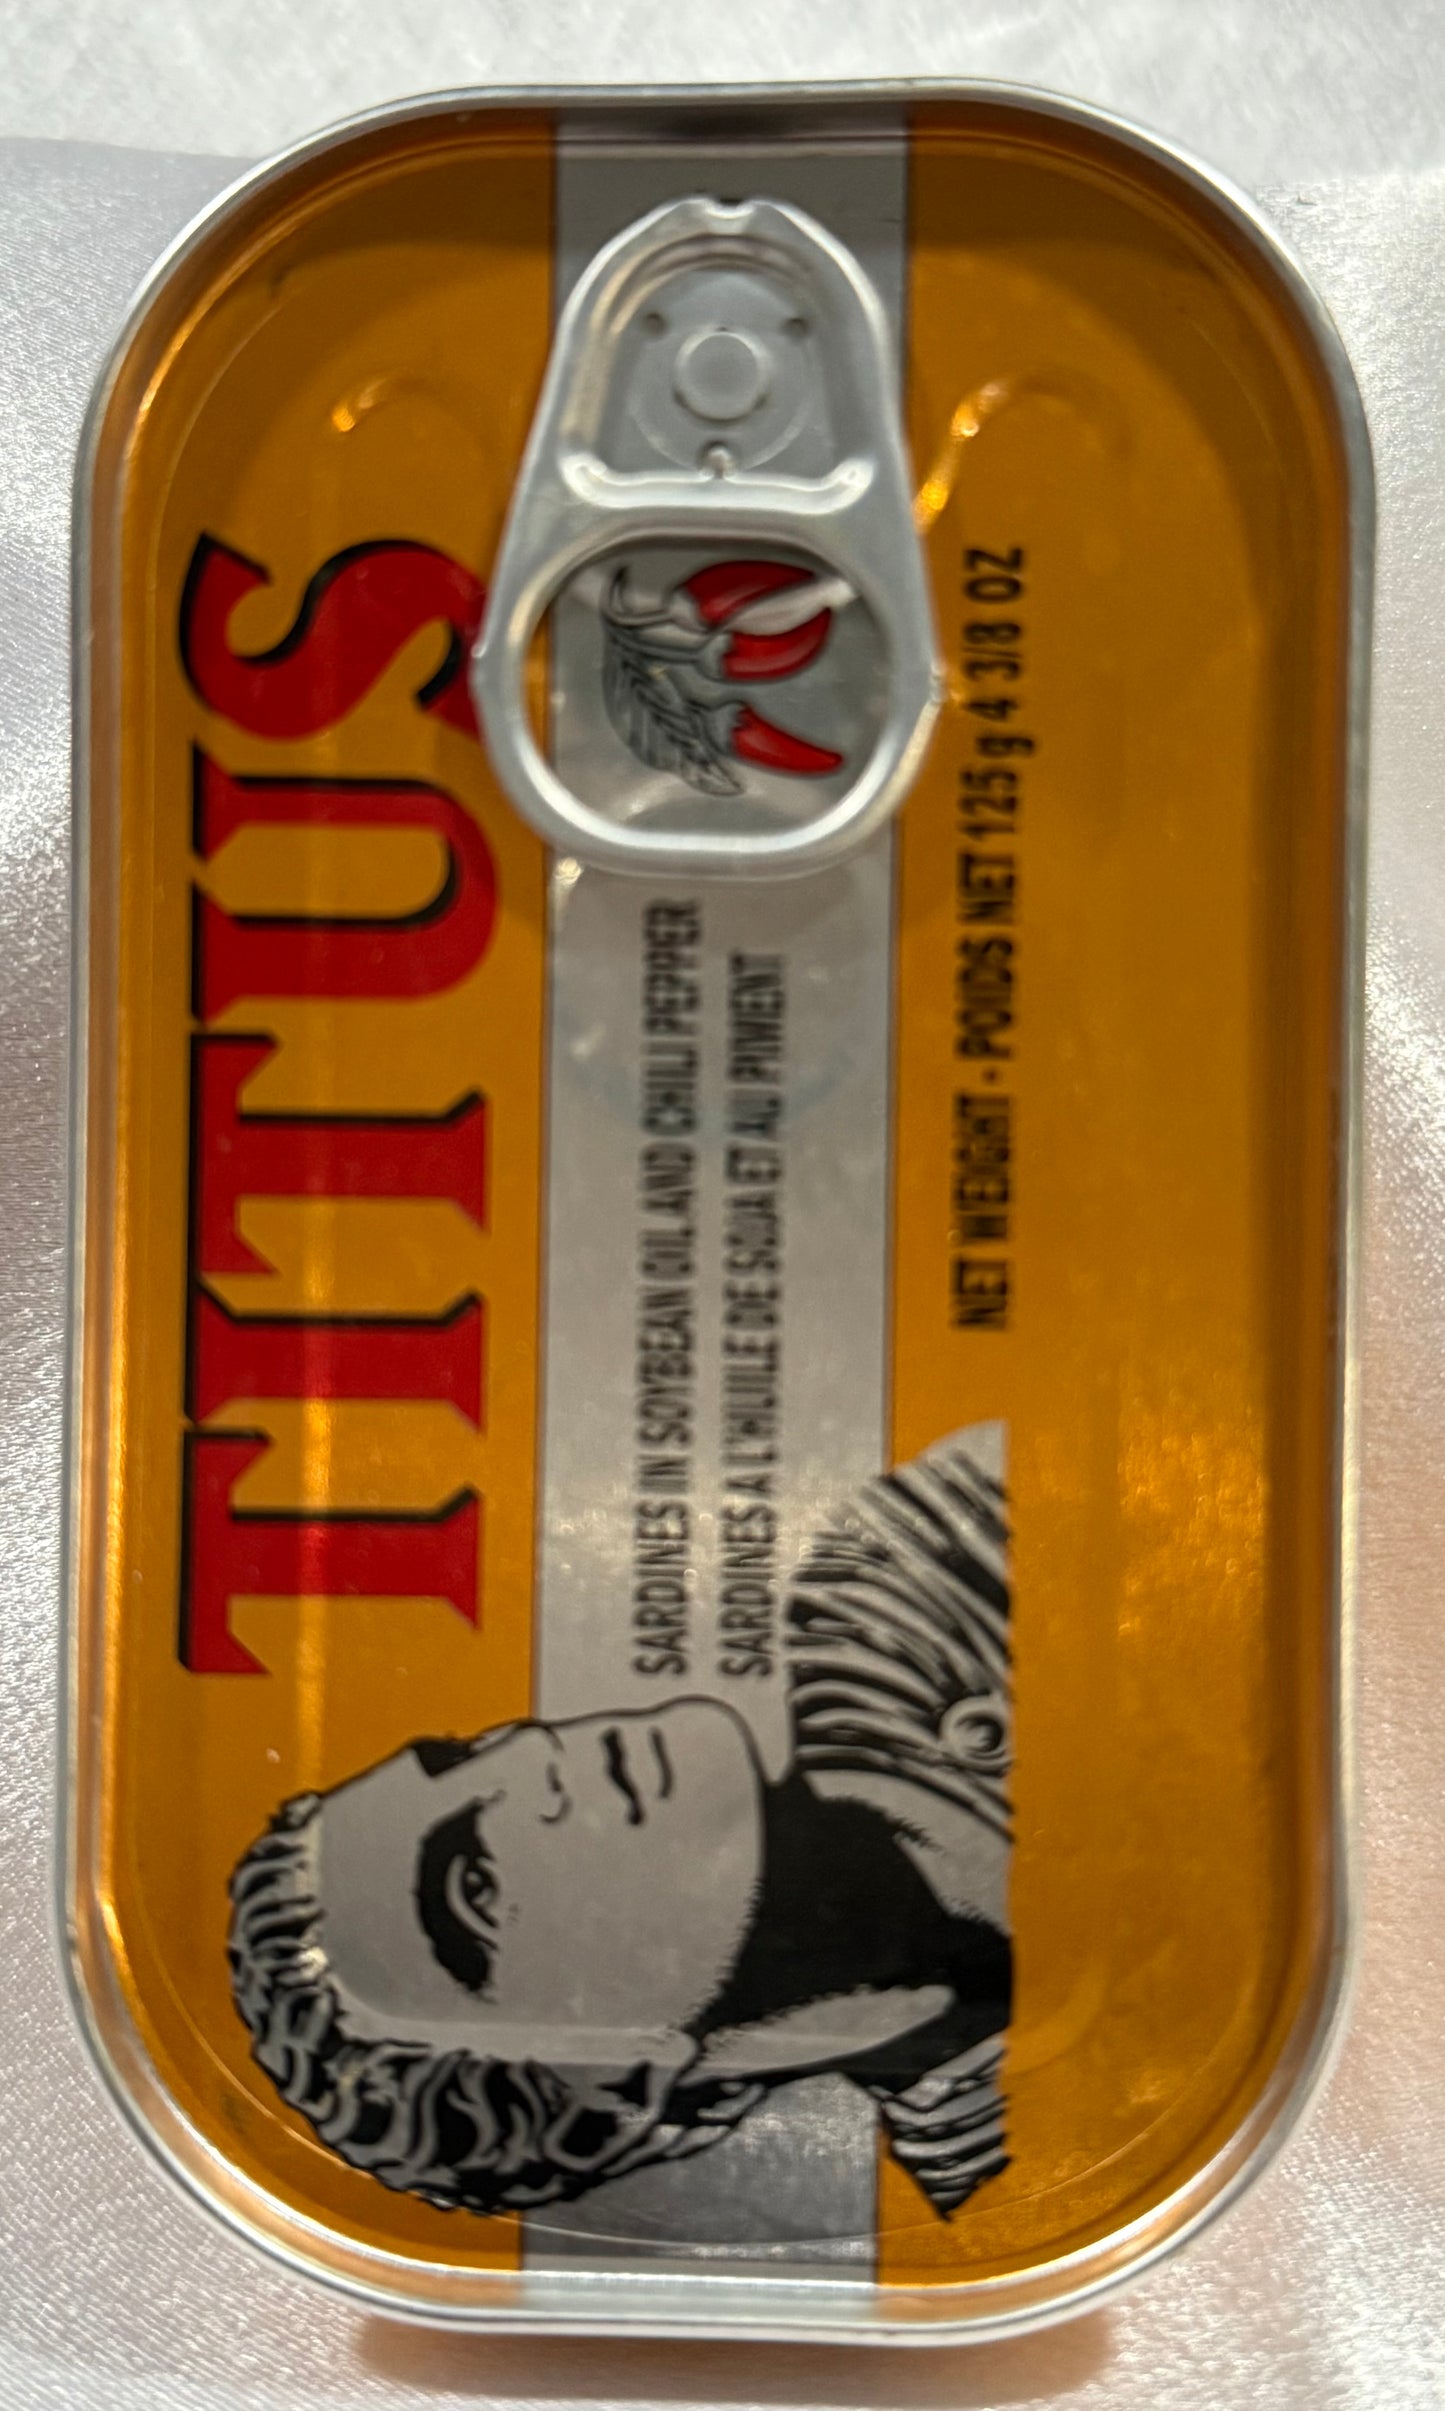 TITUS
SARDINES IN SOYBEAN OIL AND CHILI PEPPER
SARDINES A L'HUILE DE SOJA ET AU PIMENT
NET WEIGHT - POIDS NET 125 g 4 3/8 OZ